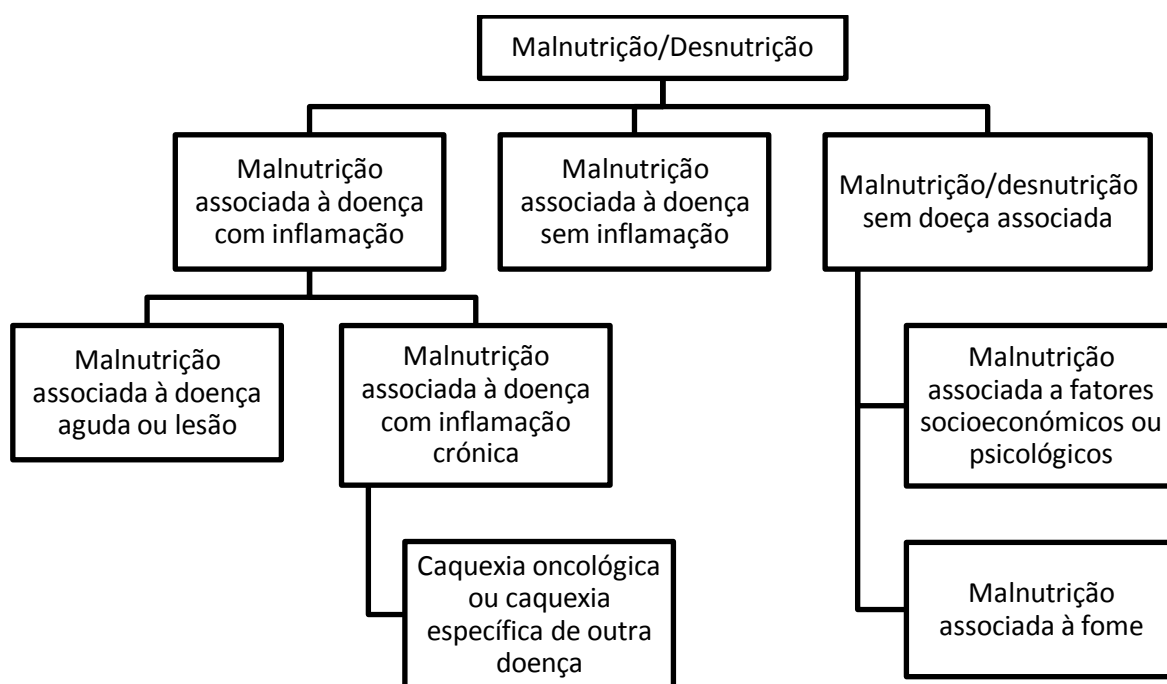 Malnutrição/Desnutrição
Malnutrição
associada à doença
com inflamação
Malnutrição
associada à doença
sem inflamação
Malnutrição/desnutrição
sem doeça associada
Malnutrição
associada à doença
aguda ou lesão
Malnutrição
associada à doença
com inflamação
crónica
Malnutrição
associada a fatores
socioeconómicos ou
psicológicos
Caquexia oncológica
ou caquexia
específica de outra
doença
Malnutrição
associada à fome